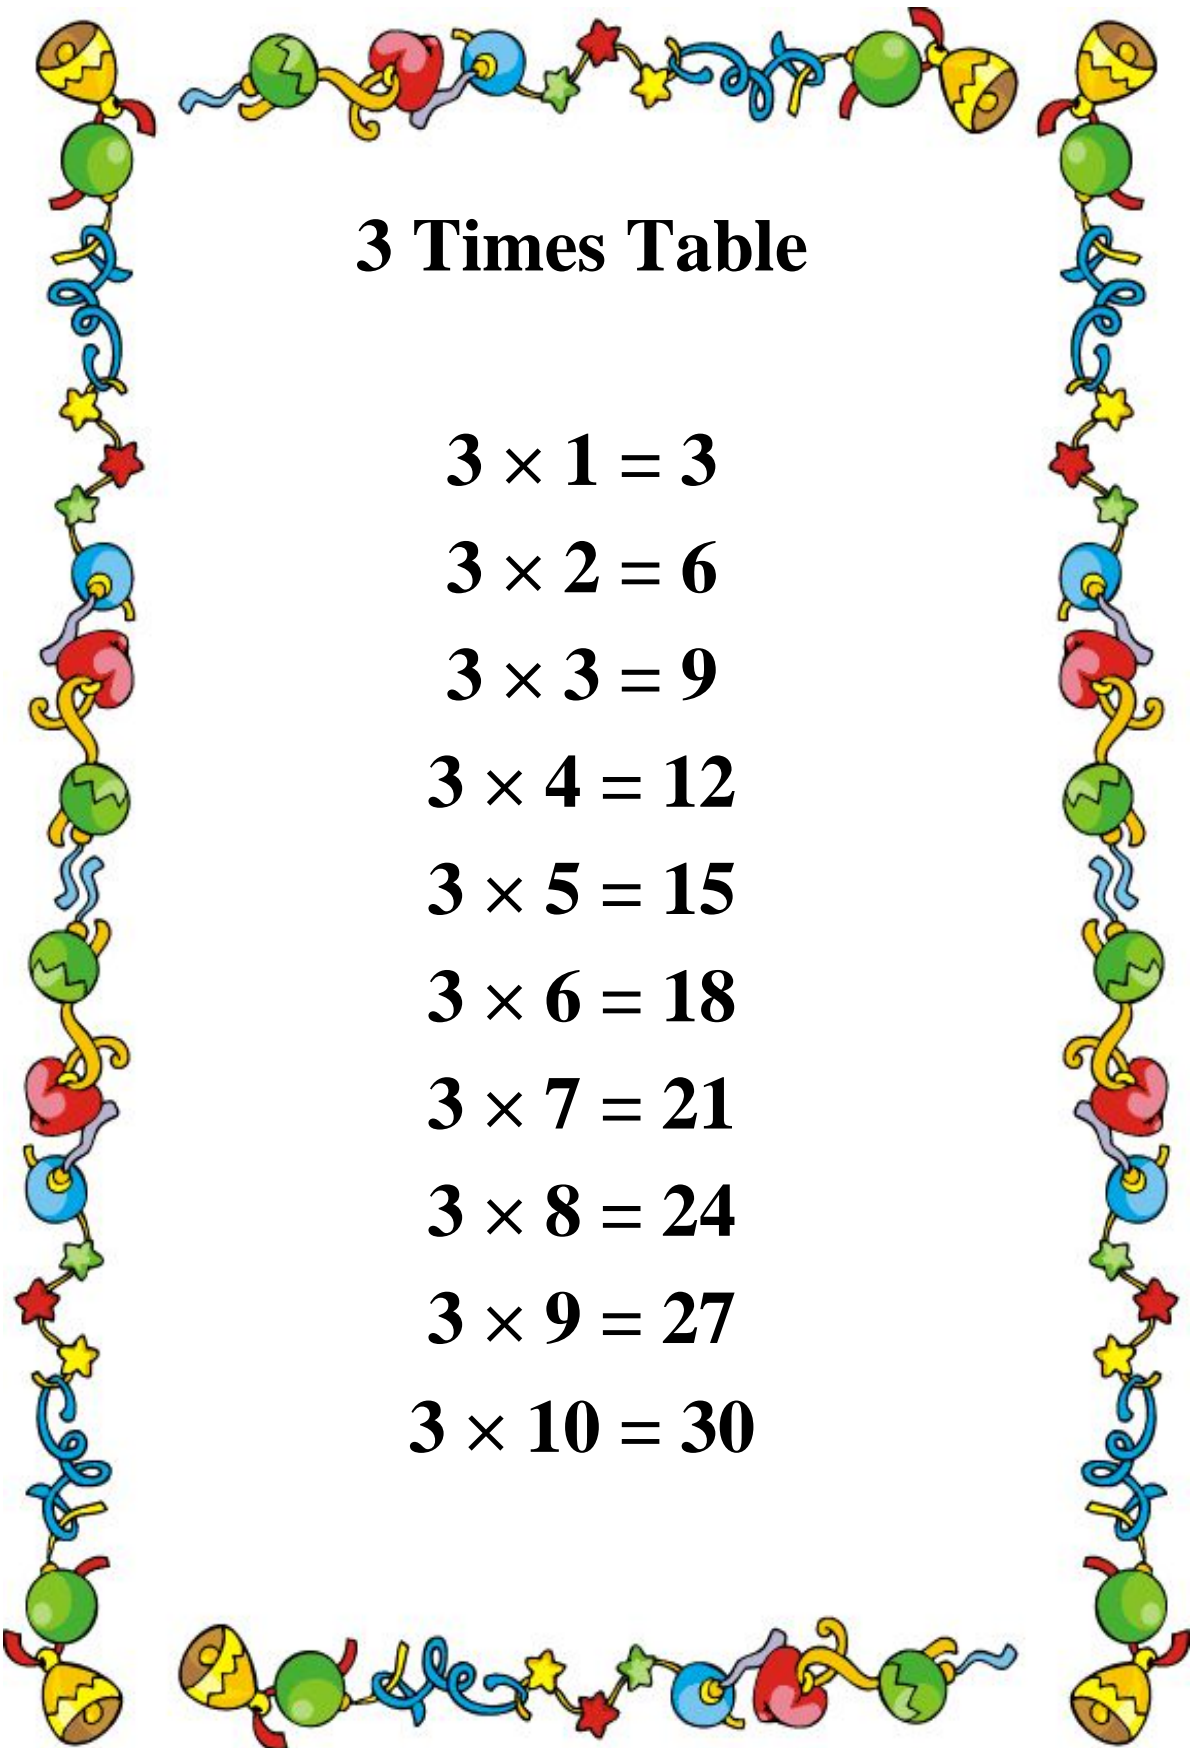 3 Times Table
3 × 1 = 3
3 × 2 = 6
3 × 3 = 9
3 × 4 = 12
3 × 5 = 15
3 × 6 = 18
3 × 7 = 21
3 × 8 = 24
3 × 9 = 27
3 × 10 = 30